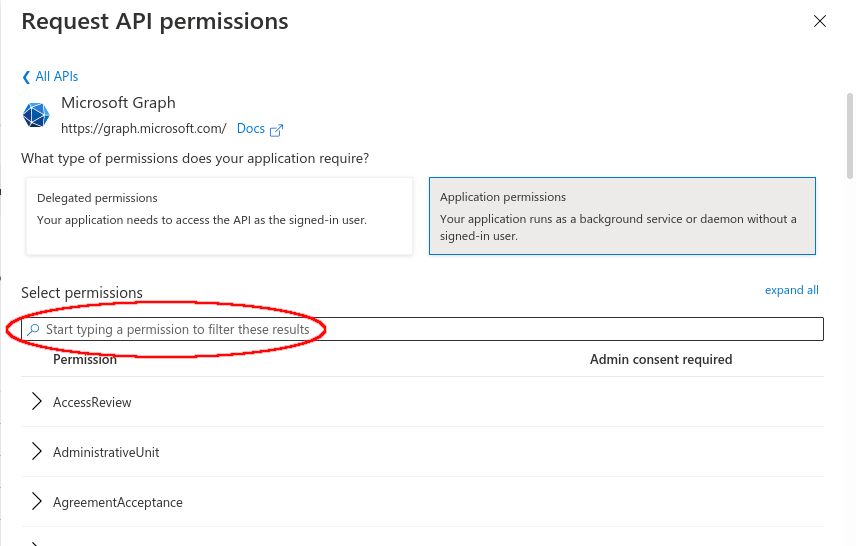 Request API permissions
All APIs
Microsoft Graph
https://graph.microsoft.com/ Docs
What type of permissions does your application require?
Delegated permissions
Your application needs to access the API as the signed-in user.
Application permissions
Your application runs as a background service or daemon without a
signed-in user.
Select permissions
expand all
Start typing a permission to filter these results
Permission Admin consent required
AccessReview
AdministrativeUnit
AgreementAcceptance